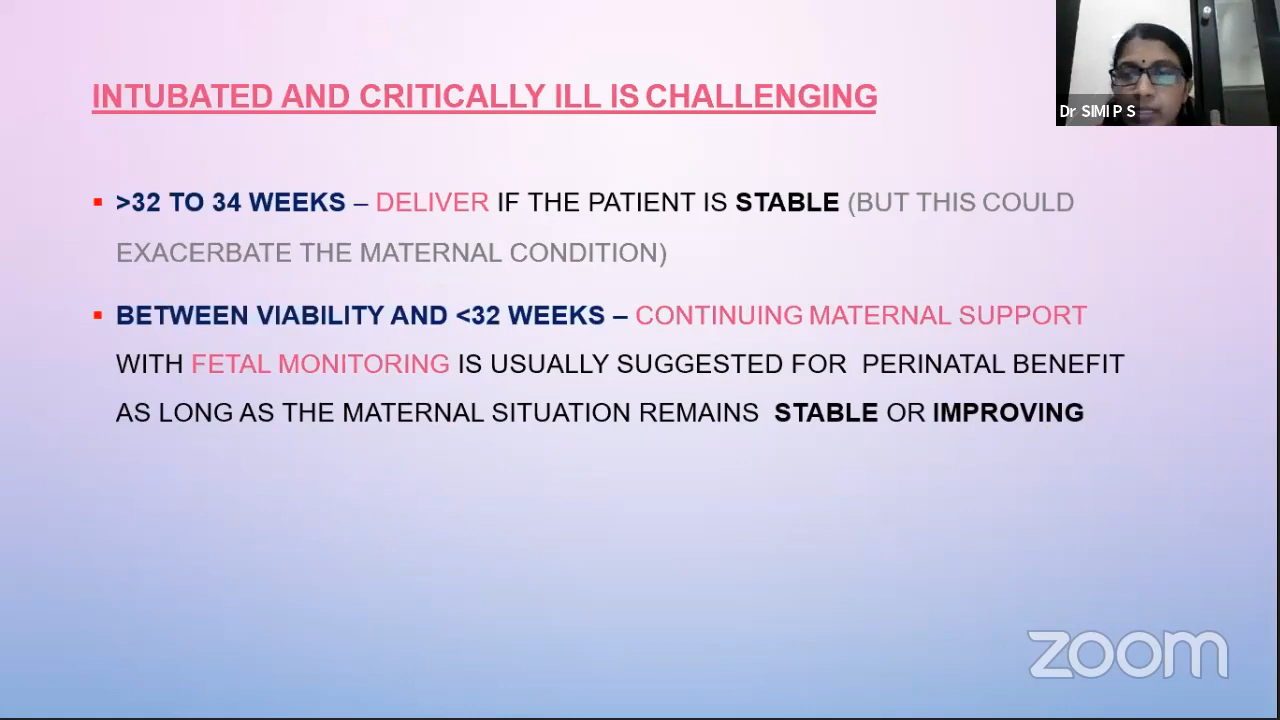 INTUBATED AND CRITICALLY ILL IS CHALLENGING
Dr SIMI P S
>32 TO 34 WEEKS – DELIVER IF THE PATIENT IS STABLE (BUT THIS COULD
EXACERBATE THE MATERNAL CONDITION)
BETWEEN VIABILITY AND <32 WEEKS – CONTINUING MATERNAL SUPPORT
WITH FETAL MONITORING IS USUALLY SUGGESTED FOR PERINATAL BENEFIT
AS LONG AS THE MATERNAL SITUATION REMAINS STABLE OR IMPROVING
zoom